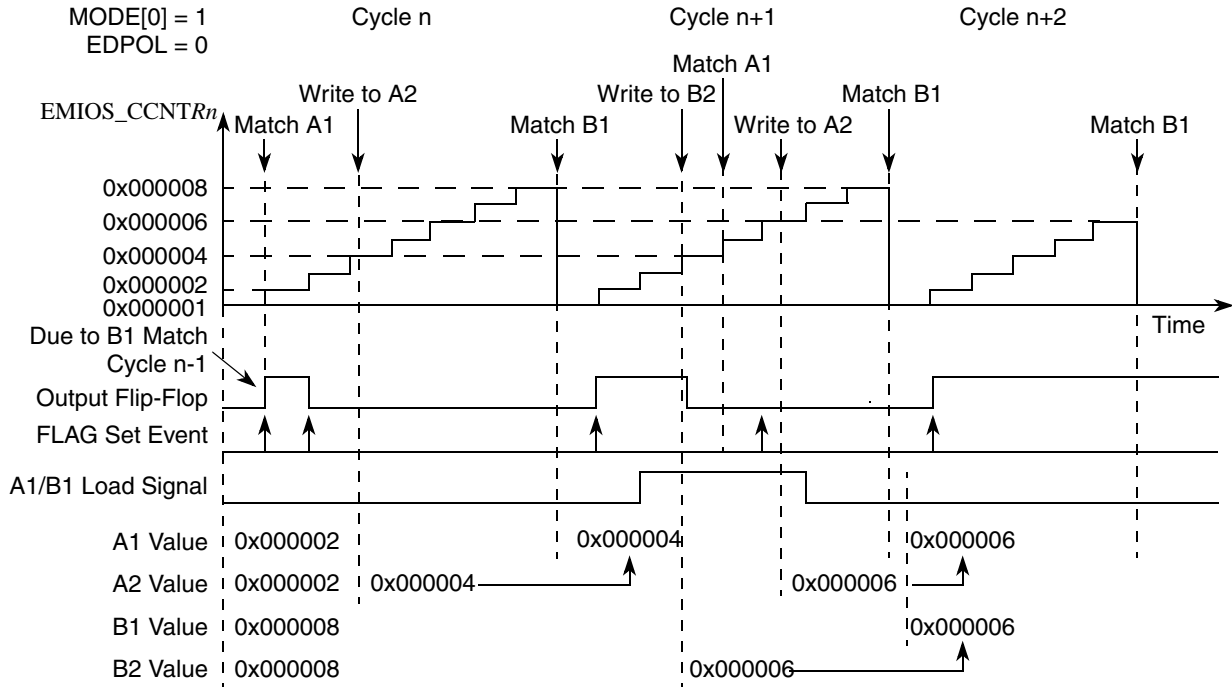 MODE[0] = 1
EDPOL = 0
Cycle n
Cycle n+1
Cycle n+2
Match A1
Write to A2
Write to B2
Match B1
EMIOS_CCNTRn
Match A1
Match B1
Write to A2
Match B1
0x000008
0x000006
0x000004
0x000002
0x000001
Time
Due to B1 Match
Cycle n-1
Output Flip-Flop
FLAG Set Event
A1/B1 Load Signal
A1 Value 0x000002 0x000004 0x000006
A2 Value 0x000002 0x000004 0x000006
B1 Value 0x000008 0x000006
B2 Value 0x000008 0x000006